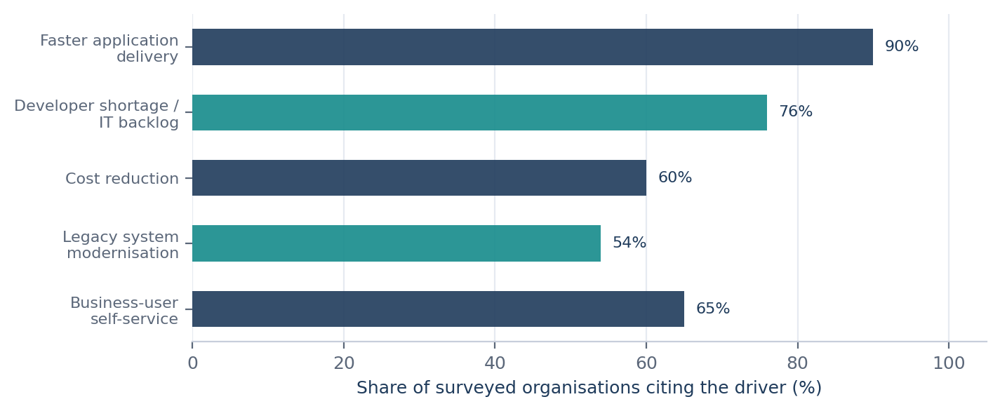 Faster application
delivery
90%
Developer shortage /
IT backlog
76%
Cost reduction
60%
Legacy system
modernisation
54%
Business-user
self-service
65%
0 20 40 60 80 100
Share of surveyed organisations citing the driver (%)